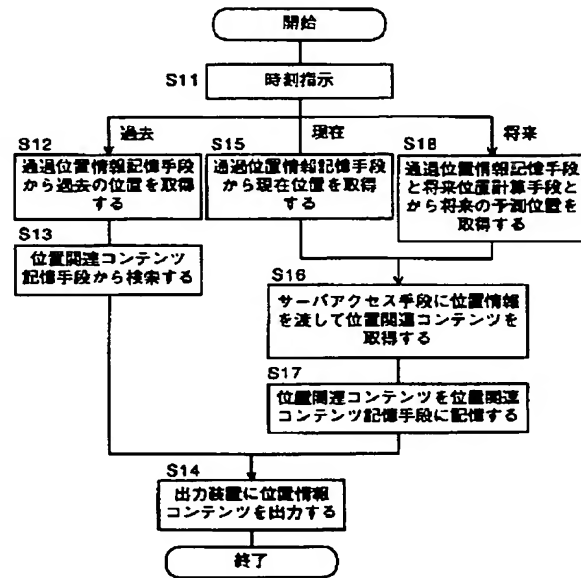 開始
S11
時刻指示
S12
過去
S15
現在
S18
将来
通過位置情報記憶手段
から過去の位置を取得
する
通過位置情報記憶手段
から現在位置を取得
する
通過位置情報記憶手段
と将来位置計算手段と
から将来の予測位置を
取得する
S13
位置関連コンテンツ
記憶手段から検索する
S16
サーバアクセス手段に位置情報
を渡して位置関連コンテンツを
取得する
S17
位置関連コンテンツを位置関連
コンテンツ記憶手段に記憶する
S14
出力装置に位置情報
コンテンツを出力する
終了